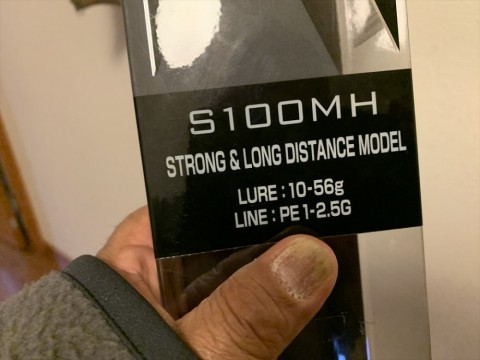 S100MH
STRONG & LONG DISTANCE MODEL
LURE : 10-56g
LINE : PE 1-2.5G